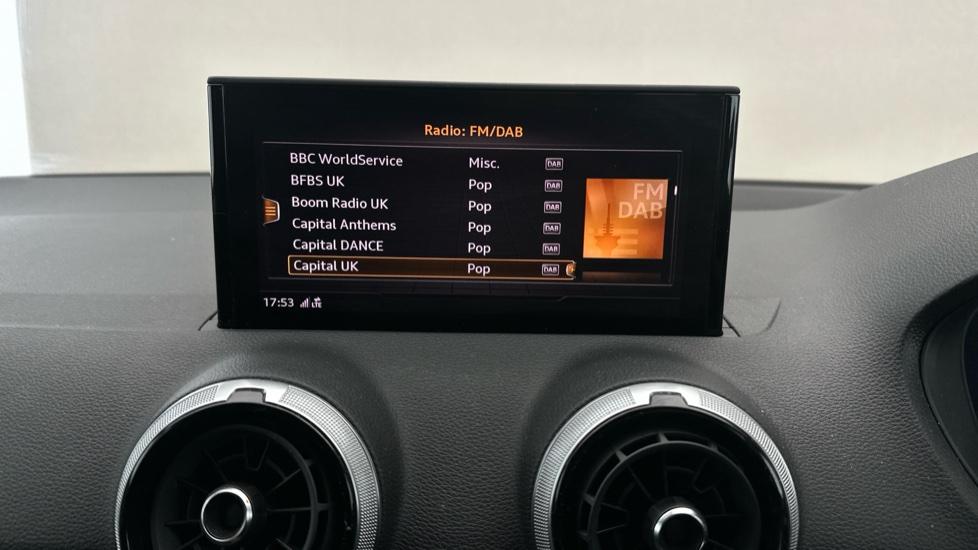 Radio: FM/DAB
BBC WorldService Misc. DAB
BFBS UK Pop DAB
Boom Radio UK Pop DAB
Capital Anthems Pop DAB
Capital DANCE Pop DAB
Capital UK Pop DAB
FM
DAB
17:53 LTE